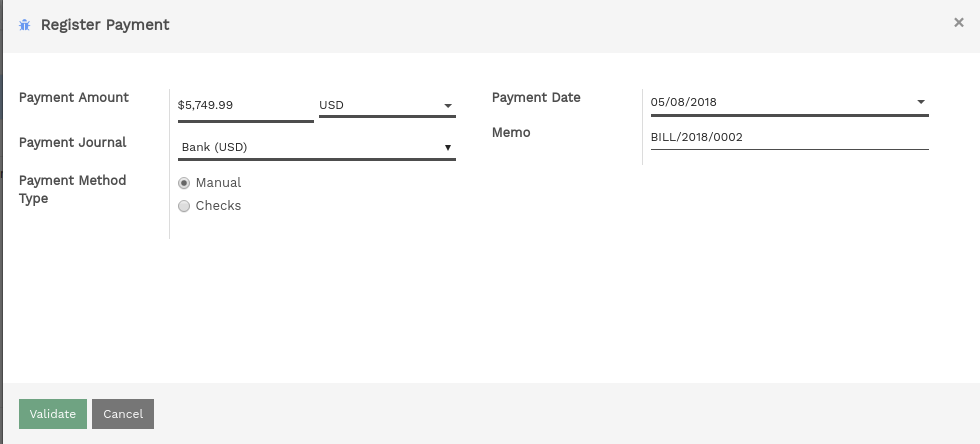 Register Payment
Payment Amount
$5,749.99
USD
Payment Journal
Bank (USD)
Payment Method
Type
Manual
Checks
Payment Date
05/08/2018
Memo
BILL/2018/0002
Validate
Cancel